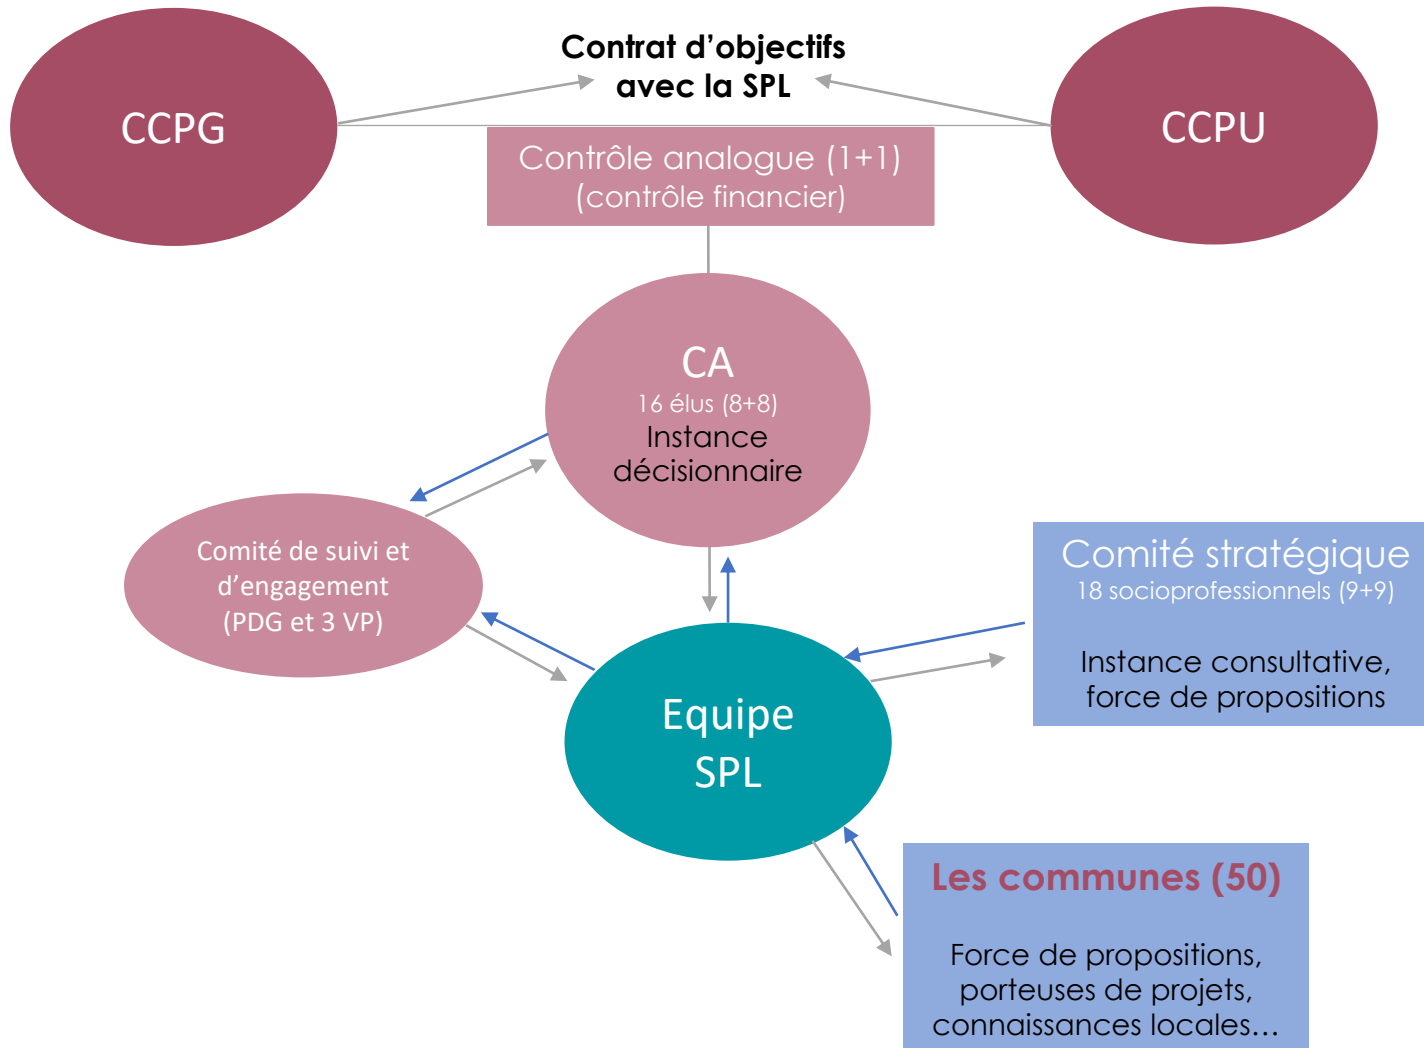 Contrat d’objectifs
avec la SPL
CCPG
CCPU
Contrôle analogue (1+1)
(contrôle financier)
CA
16 élus (8+8)
Instance
décisionnaire
Comité de suivi et
d’engagement
(PDG et 3 VP)
Comité stratégique
18 socioprofessionnels (9+9)
Instance consultative,
force de propositions
Equipe
SPL
Les communes (50)
Force de propositions,
porteuses de projets,
connaissances locales…